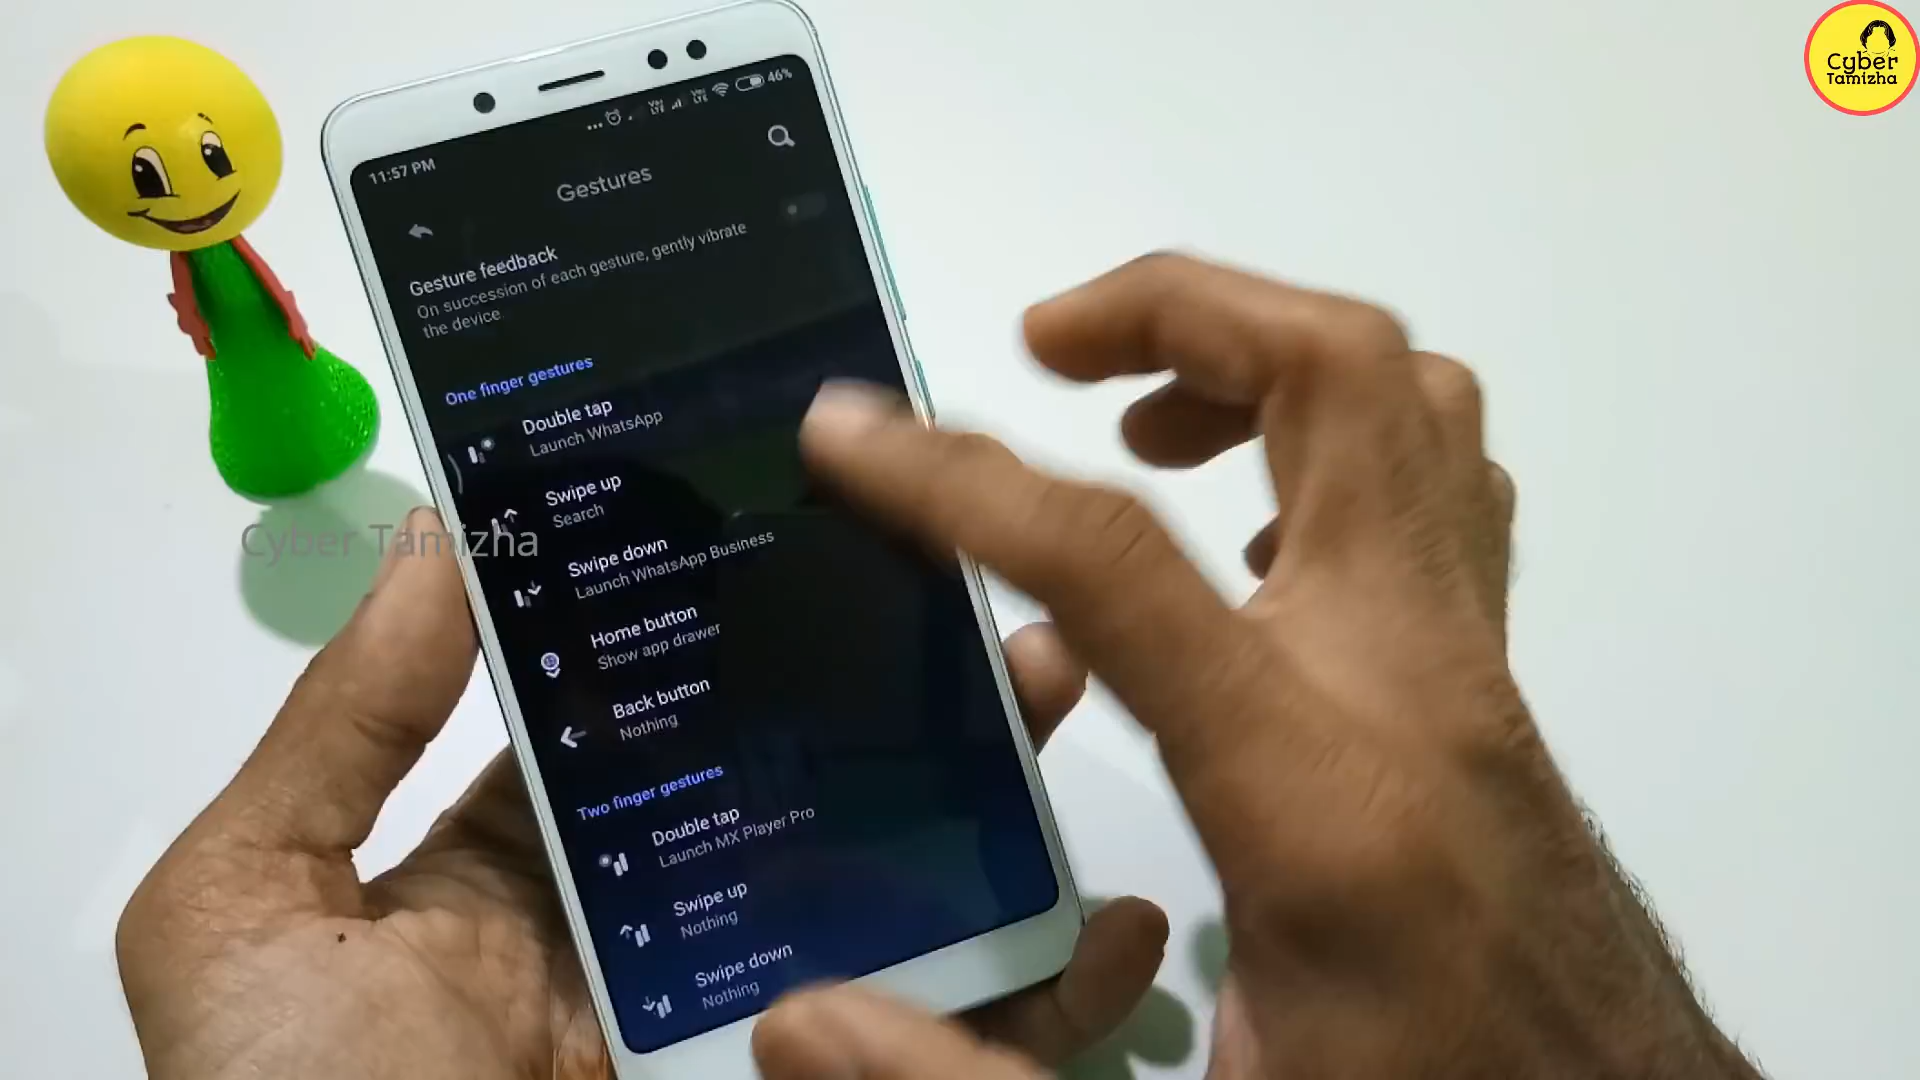 Cyber
Tamizha
11:57 PM
46%
Gestures
Gesture feedback
On succession of each gesture, gently vibrate
the device.
One finger gestures
Double tap
Launch WhatsApp
Swipe up
Search
Swipe down
Launch WhatsApp Business
Home button
Show app drawer
Back button
Nothing
Two finger gestures
Double tap
Launch MX Player Pro
Swipe up
Nothing
Swipe down
Nothing
Cyber Tamizha